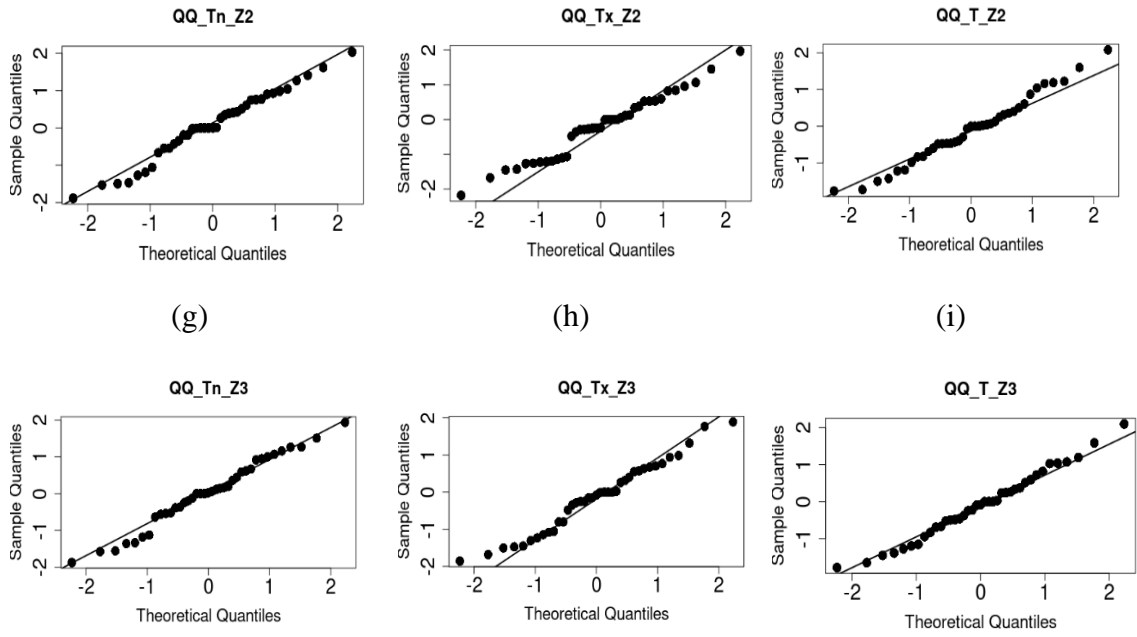 QQ_Tn_Z2
QQ_Tx_Z2
QQ_T_Z2
Sample Quantiles
2
1
0
-2
Sample Quantiles
2
1
0
-2
Sample Quantiles
2
1
0
-1
-2 -1 0 1 2
-2 -1 0 1 2
-2 -1 0 1 2
Theoretical Quantiles
Theoretical Quantiles
Theoretical Quantiles
(g)
(h)
(i)
QQ_Tn_Z3
QQ_Tx_Z3
QQ_T_Z3
Sample Quantiles
2
1
0
-1
-2
Sample Quantiles
2
1
0
-1
-2
Sample Quantiles
2
1
0
-1
-2 -1 0 1 2
-2 -1 0 1 2
-2 -1 0 1 2
Theoretical Quantiles
Theoretical Quantiles
Theoretical Quantiles